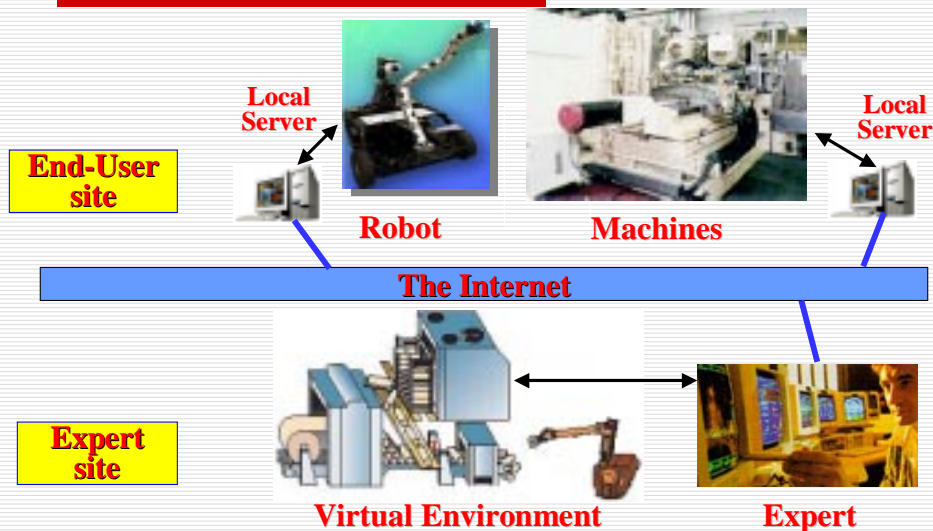 Local
Server
Local
Server
End-User
site
Robot
Machines
The Internet
Expert
site
Virtual Environment
Expert